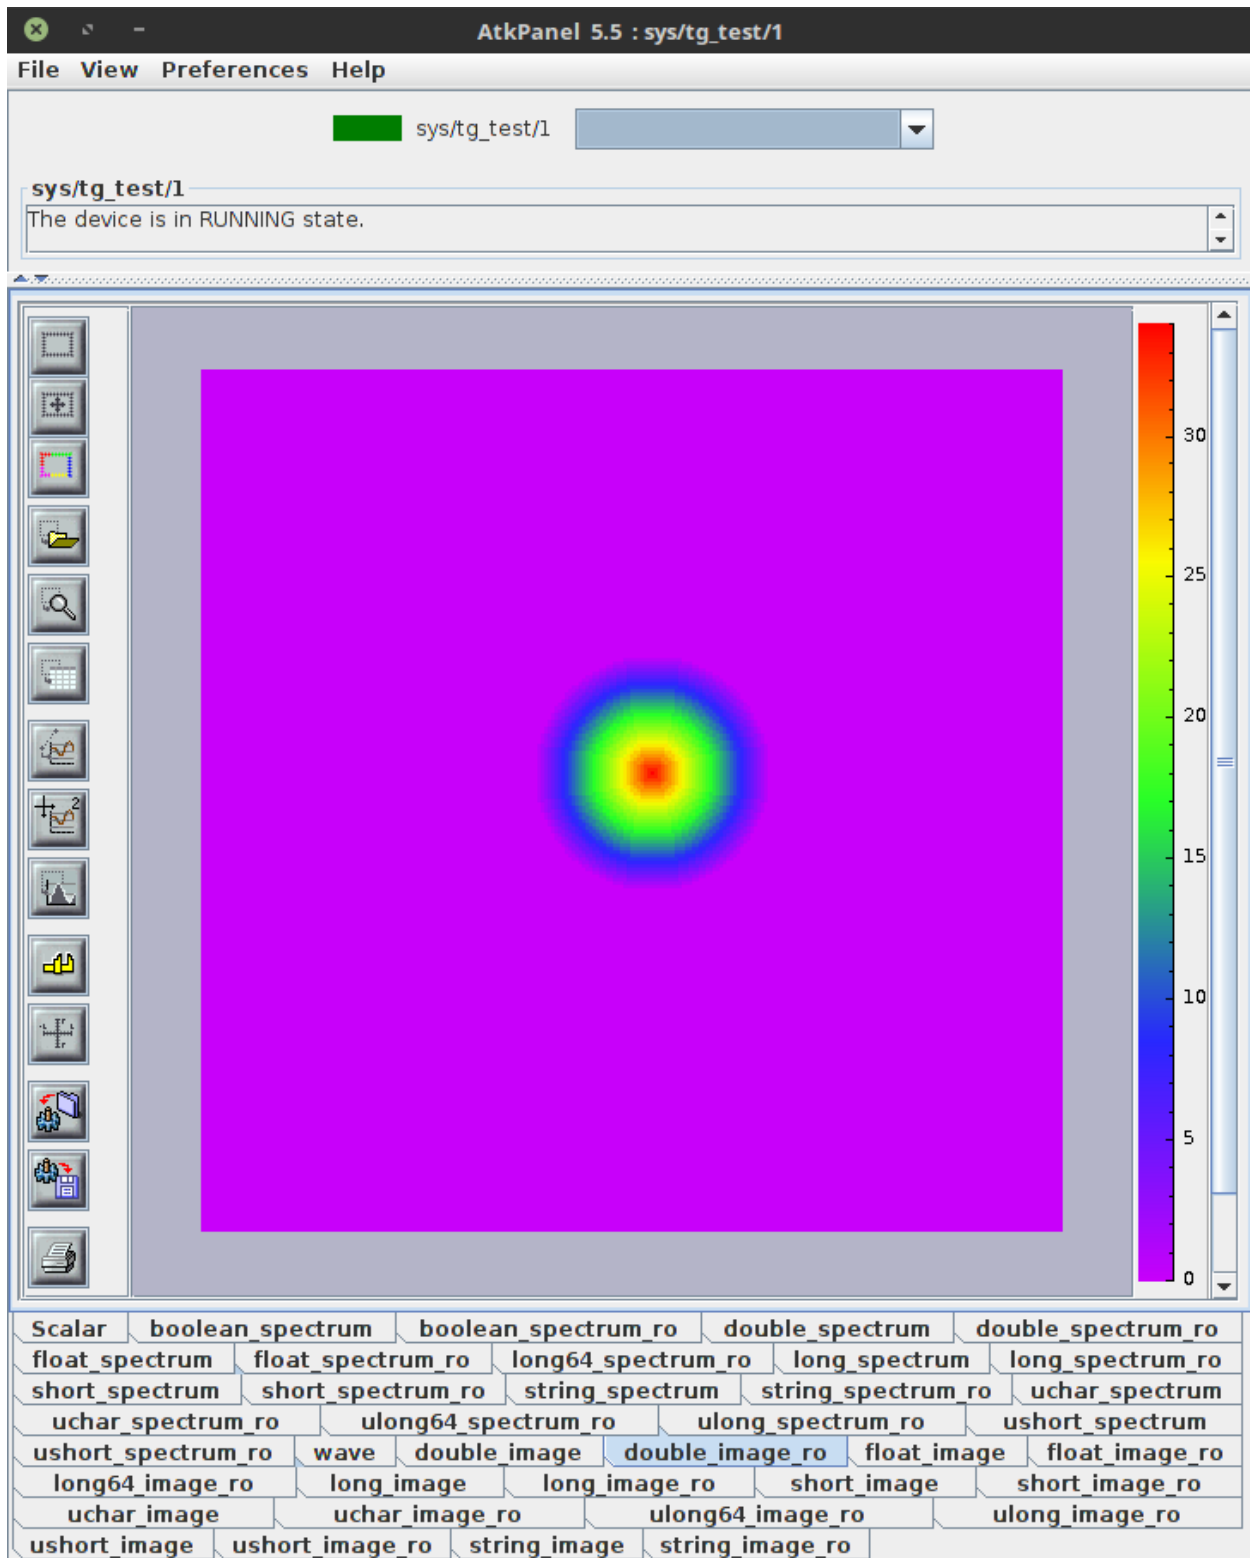 AtkPanel 5.5 : sys/tg_test/1
File View Preferences Help
sys/tg_test/1
sys/tg_test/1
The device is in RUNNING state.
30
25
20
15
10
5
0
2
Scalar boolean_spectrum boolean_spectrum_ro double_spectrum double_spectrum_ro
float_spectrum float_spectrum_ro long64_spectrum_ro long_spectrum long_spectrum_ro
short_spectrum short_spectrum_ro string_spectrum string_spectrum_ro uchar_spectrum
uchar_spectrum_ro ulong64_spectrum_ro ulong_spectrum_ro ushort_spectrum
ushort_spectrum_ro wave double_image double_image_ro float_image float_image_ro
long64_image_ro long_image long_image_ro short_image short_image_ro
uchar_image uchar_image_ro ulong64_image_ro ulong_image_ro
ushort_image ushort_image_ro string_image string_image_ro